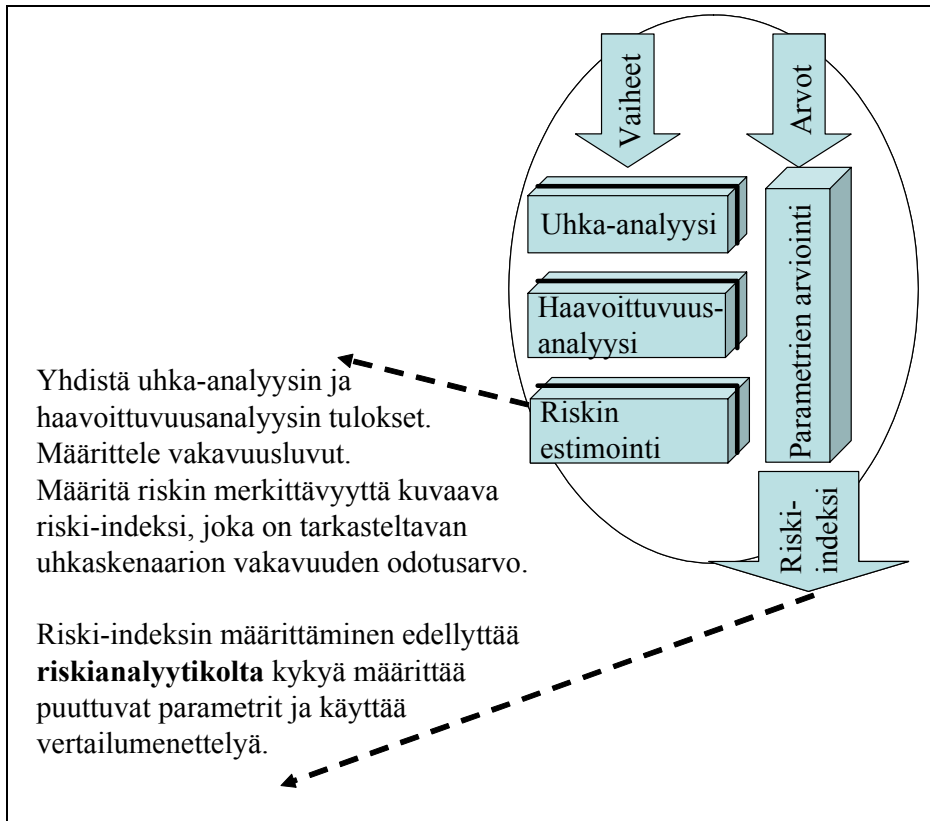 Vaiheet
Arvot
Uhka-analyysi
Haavoittuvuus-
analyysi
Riskin
estimointi
Parametrien arviointi
Riski-
indeksi
Yhdistä uhka-analyysin ja
haavoittuvuusanalyysin tulokset.
Määrittele vakavuusluvut.
Määritä riskin merkittävyyttä kuvaava
riski-indeksi, joka on tarkasteltavan
uhkaskenaarion vakavuuden odotusarvo.
Riski-indeksin määrittäminen edellyttää
riskianalyytikolta kykyä määrittää
puuttuvat parametrit ja käyttää
vertailumenettelyä.